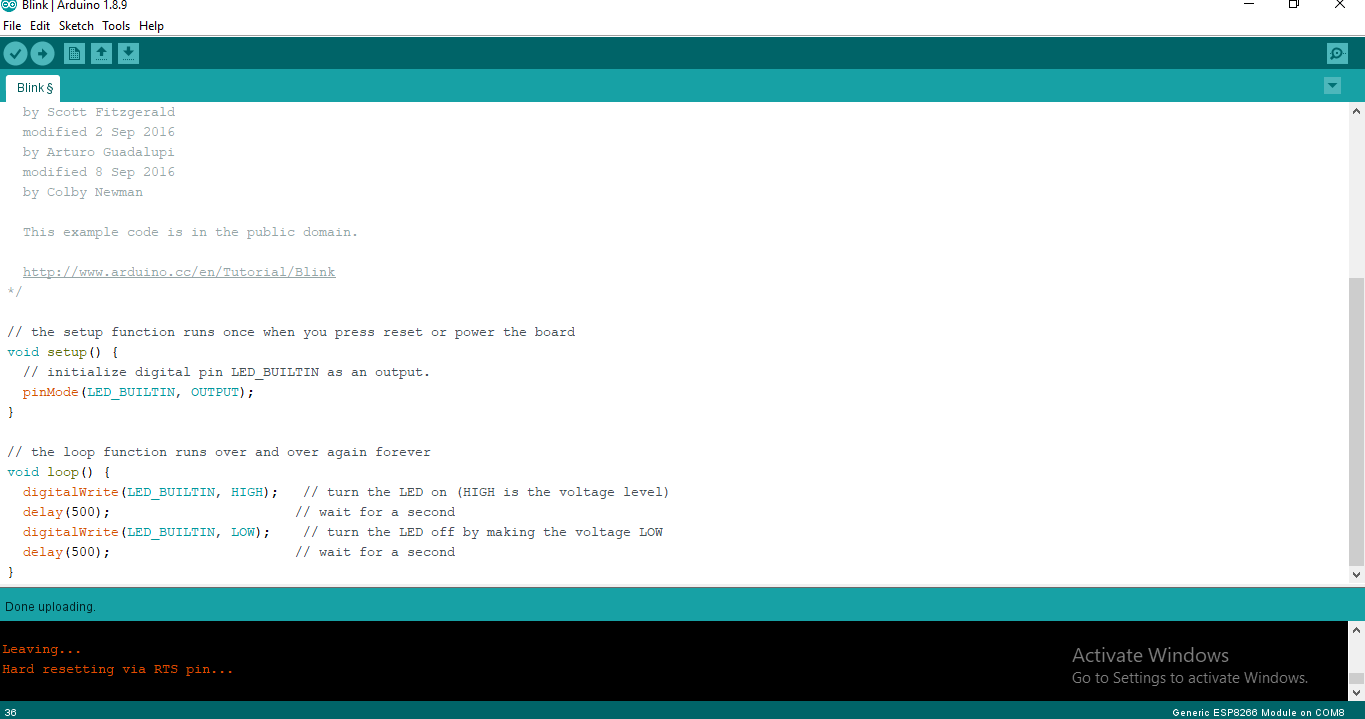 Blink | Arduino 1.8.9
File Edit Sketch Tools Help
Blink §
by Scott Fitzgerald
modified 2 Sep 2016
by Arturo Guadalupi
modified 8 Sep 2016
by Colby Newman
This example code is in the public domain.
http://www.arduino.cc/en/Tutorial/Blink
*/
// the setup function runs once when you press reset or power the board
void setup() {
// initialize digital pin LED_BUILTIN as an output.
pinMode(LED_BUILTIN, OUTPUT);
}
// the loop function runs over and over again forever
void loop() {
digitalWrite(LED_BUILTIN, HIGH);   // turn the LED on (HIGH is the voltage level)
delay(500);                       // wait for a second
digitalWrite(LED_BUILTIN, LOW);    // turn the LED off by making the voltage LOW
delay(500);                       // wait for a second
}
Done uploading.
Leaving...
Hard resetting via RTS pin...
Activate Windows
Go to Settings to activate Windows.
36
Generic ESP8266 Module on COM8